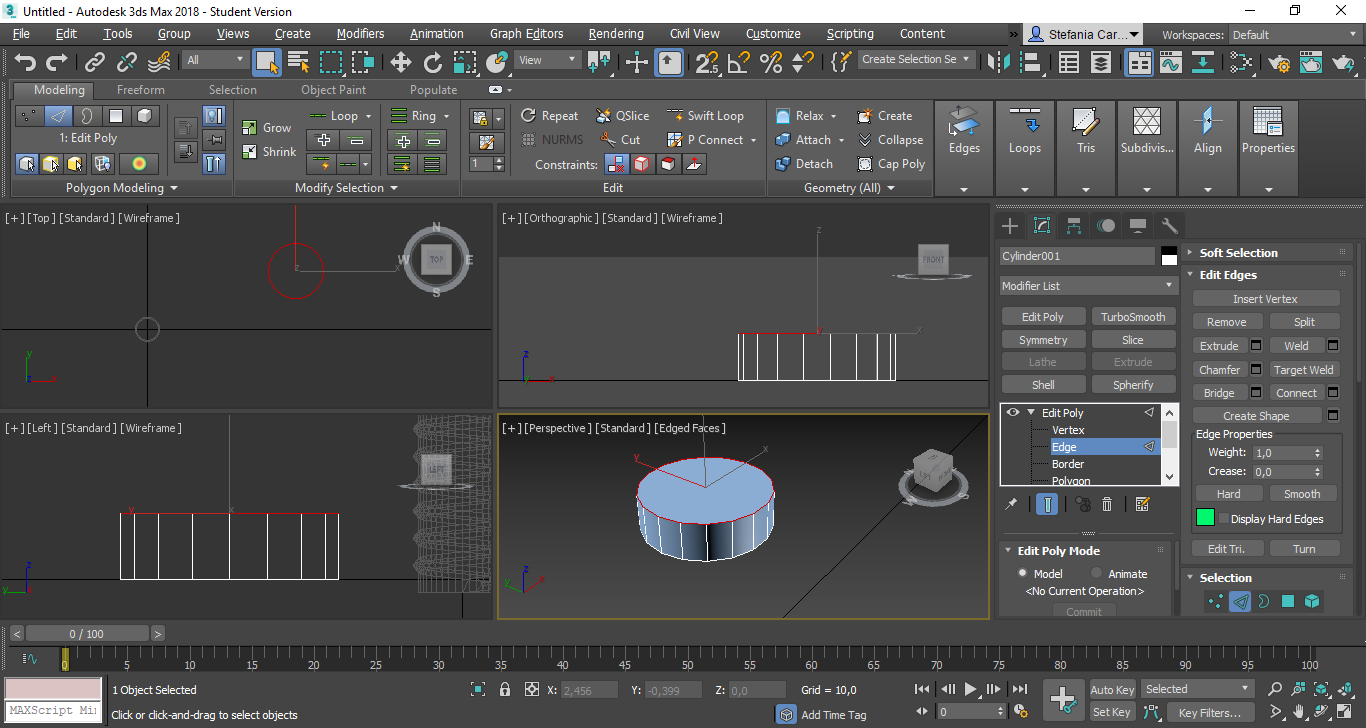 Untitled - Autodesk 3ds Max 2018 - Student Version
File Edit Tools Group Views Create Modifiers Animation Graph Editors Rendering Civil View Customize Scripting Content » Stefania Car... Workspaces: Default
All View Create Selection Se
Modeling Freeform Selection Object Paint Populate
1: Edit Poly
Polygon Modeling
Loop Ring
Grow
Shrink
Modify Selection
Repeat QSlice Swift Loop
NURMS Cut P Connect
1 Constraints:
Edit
Relax Create
Attach Collapse
Detach Cap Poly
Geometry (All)
Edges Loops Tris Subdivis... Align Properties
[+] [Top] [Standard] [Wireframe]
N
W TOP E
S
z x
y
z x
[+] [Orthographic] [Standard] [Wireframe]
FRONT
z
y x
z
y x
[+] [Left] [Standard] [Wireframe]
LEFT
y x
z
y x
[+] [Perspective] [Standard] [Edged Faces]
y x
W S
z
y x
Cylinder001
Modifier List
Edit Poly TurboSmooth
Symmetry Slice
Lathe Extrude
Shell Spherify
Edit Poly
Vertex
Edge
Border
Polygon
Edit Poly Mode
Model Animate
<No Current Operation>
Commit
Soft Selection
Edit Edges
Insert Vertex
Remove Split
Extrude Weld
Chamfer Target Weld
Bridge Connect
Create Shape
Edge Properties
Weight: 1,0
Crease: 0,0
Hard Smooth
Display Hard Edges
Edit Tri. Turn
Selection
< 0 / 100 >
0 5 10 15 20 25 30 35 40 45 50 55 60 65 70 75 80 85 90 95 100
1 Object Selected X: 2,456 Y: -0,399 Z: 0,0 Grid = 10,0 Auto Key Selected
MAXScript Mi Click or click-and-drag to select objects Add Time Tag 0 Set Key Key Filters...